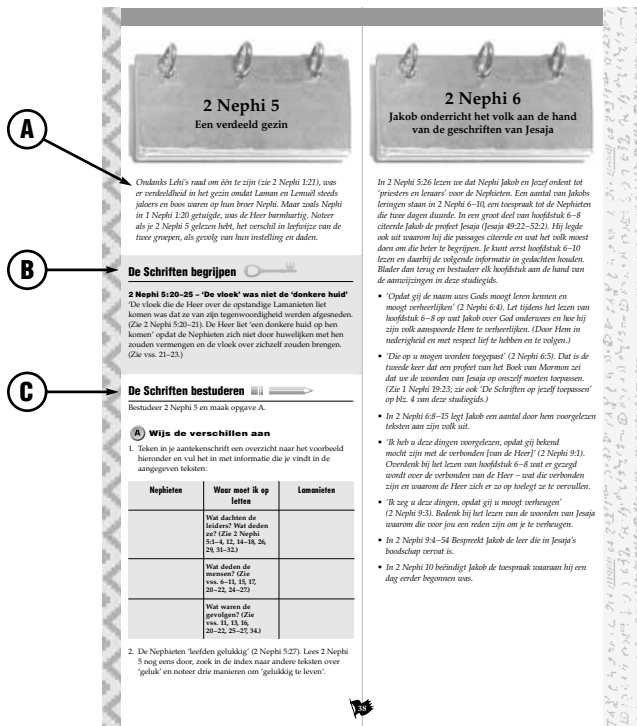 A
B
C
2 Nephi 5
Een verdeeld gezin
Ondanks Lehi's raad om één te zijn (zie 2 Nephi 1:21), was
er verdeeldheid in het gezin omdat Laman en Lemuël steeds
jaloers en boos waren op hun broer Nephi. Maar zoals Nephi
in 1 Nephi 1:20 getuigde, was de Heer barmhartig. Noteer
als je 2 Nephi 5 gelezen hebt, het verschil in leefwijze van de
twee groepen, als gevolg van hun instelling en daden.
De Schriften begrijpen
2 Nephi 5:20–25 – 'De vloek' was niet de 'donkere huid'
'De vloek die de Heer over de opstandige Lamanieten liet
komen was dat ze van zijn tegenwoordigheid werden afgesneden.
(Zie 2 Nephi 5:20–21). De Heer liet 'een donkere huid op hen
komen' opdat de Nephieten zich niet door huwelijken met hen
zouden vermengen en de vloek over zichzelf zouden brengen.
(Zie vss. 21–23.)
De Schriften bestuderen
Bestudeer 2 Nephi 5 en maak opgave A.
A Wijs de verschillen aan
1. Teken in je aantekenschrift een overzicht naar het voorbeeld
hieronder en vul het in met informatie die je vindt in de
aangegeven teksten:
Nephieten
Waar moet ik op
letten
Lamanieten
Wat dachten de
leiders? Wat deden
ze? (Zie 2 Nephi
5:1–4, 12, 14–18, 26,
29, 31–32.)
Wat deden de
mensen? (Zie
vss. 6–11, 15, 17,
20–22, 24–27)
Wat waren de
gevolgen? (Zie
vss. 11, 13, 16,
20–22, 25–27, 34.)
2. De Nephieten 'leefden gelukkig' (2 Nephi 5:27). Lees 2 Nephi
5 nog eens door, zoek in de index naar andere teksten over
'geluk' en noteer drie manieren om 'gelukkig te leven'.
2 Nephi 6
Jakob onderricht het volk aan de hand
van de geschriften van Jesaja
In 2 Nephi 5:26 lezen we dat Nephi Jakob en Jozef ordent tot
'priesters en leraars' voor de Nephieten. Een aantal van Jakobs
leringen staan in 2 Nephi 6–10, een toespraak tot de Nephieten
die twee dagen duurde. In een groot deel van hoofdstuk 6–8
citeerde Jakob de profeet Jesaja (Jesaja 49:22–52:2). Hij legde
ook uit waarom hij die passages citeerde en wat het volk moest
doen om die beter te begrijpen. Je kunt eerst hoofdstuk 6–10
lezen en daarbij de volgende informatie in gedachten houden.
Blader dan terug en bestudeer elk hoofdstuk aan de hand van
de aanwijzingen in deze studiegids.
• 'Opdat gij de naam uws Gods moogt leren kennen en
moogt verheerlijken' (2 Nephi 6:4). Let tijdens het lezen van
hoofdstuk 6–8 op wat Jakob over God onderwees en hoe hij
zijn volk aanspoorde Hem te verheerlijken. (Door Hem in
nederigheid en met respect lief te hebben en te volgen.)
• 'Die op u mogen worden toegepast' (2 Nephi 6:5). Dat is de
tweede keer dat een profeet van het Boek van Mormon zei
dat we de woorden van Jesaja op onszelf moeten toepassen.
(Zie 1 Nephi 19:23; zie ook 'De Schriften op jezelf toepassen'
op blz. 4 van deze studiegids.)
• In 2 Nephi 6:8–15 legt Jakob een aantal door hem voorgelezen
teksten aan zijn volk uit.
• 'Ik heb u deze dingen voorgelezen, opdat gij bekend
mocht zijn met de verbonden [van de Heer]' (2 Nephi 9:1).
Overdenk bij het lezen van hoofdstuk 6–8 wat er gezegd
wordt over de verbonden van de Heer – wat die verbonden
zijn en waarom de Heer zich er zo op toelegt ze te vervullen.
• 'Ik zeg u deze dingen, opdat gij u moogt verheugen'
(2 Nephi 9:3). Bedenk bij het lezen van de woorden van Jesaja
waarom die voor jou een reden zijn om je te verheugen.
• In 2 Nephi 9:4–54 Bespreekt Jakob de leer die in Jesaja's
boodschap vervat is.
• In 2 Nephi 10 beëindigt Jakob de toespraak waaraan hij een
dag eerder begonnen was.
38